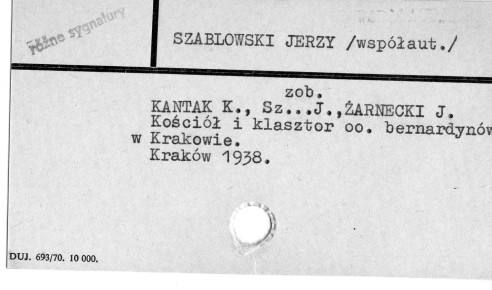 różne sygnatury
SZABLOWSKI JERZY /współaut./
zob.
KANTAK K., Sz...J.,ŻARNECKI J.
Kościół i klasztor oo. bernardynów
w Krakowie.
Kraków 1938.
DUJ. 693/70. 10 000.